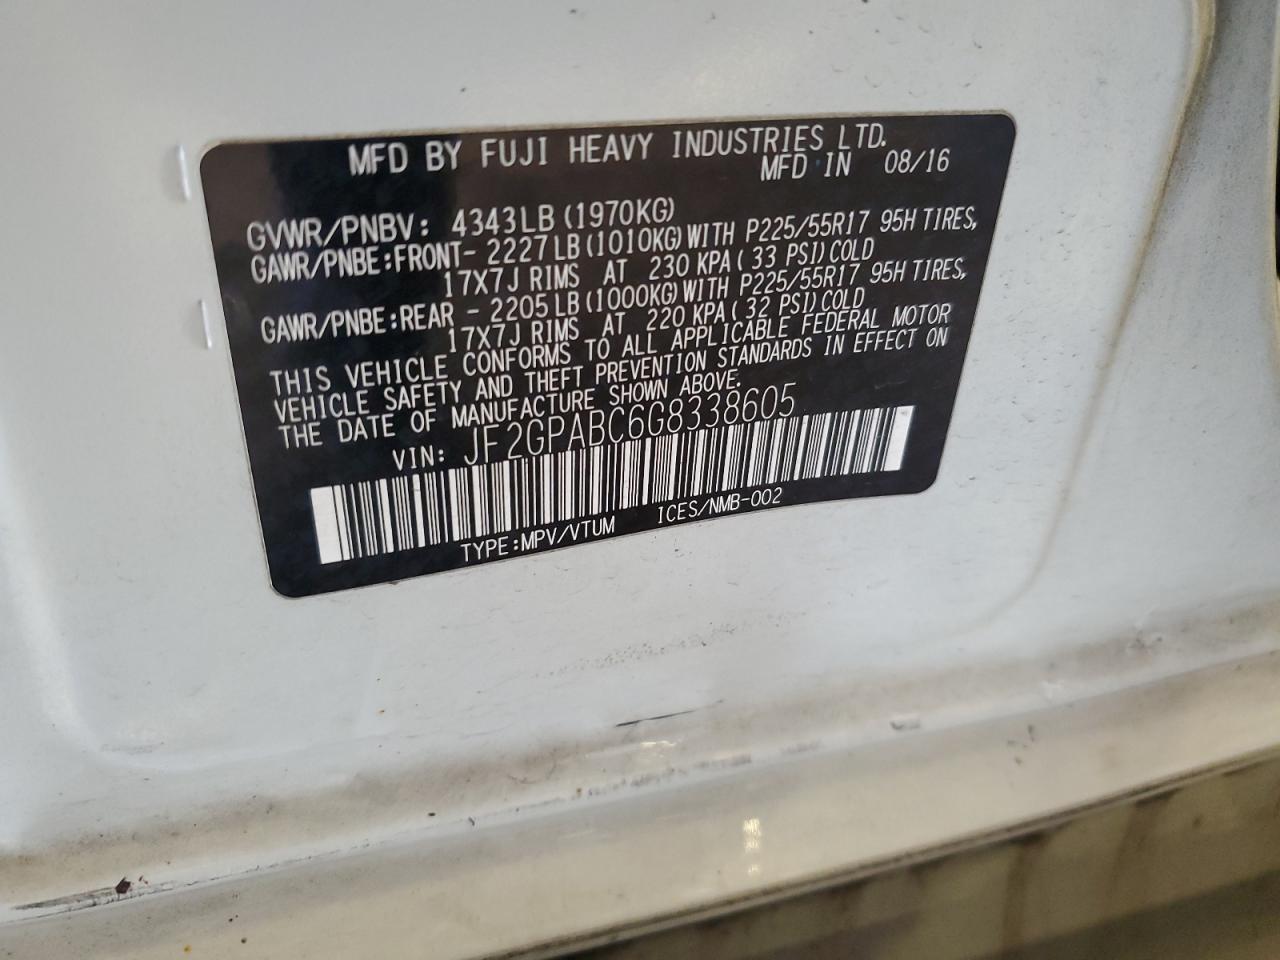 MFD BY FUJI HEAVY INDUSTRIES LTD.
MFD IN 08/16
GVWR/PNBV: 4343LB (1970KG)
GAWR/PNBE:FRONT- 2227LB (1010KG) WITH P225/55R17 95H TIRES,
17X7J RIMS AT 230 KPA( 33 PSI) COLD
GAWR/PNBE:REAR - 2205LB (1000KG) WITH P225/55R17 95H TIRES,
17X7J RIMS AT 220 KPA( 32 PSI) COLD
THIS VEHICLE CONFORMS TO ALL APPLICABLE FEDERAL MOTOR
VEHICLE SAFETY AND THEFT PREVENTION STANDARDS IN EFFECT ON
THE DATE OF MANUFACTURE SHOWN ABOVE.
VIN: JF2GPABC6G8338605
TYPE:MPV/VTUM ICES/NMB-002